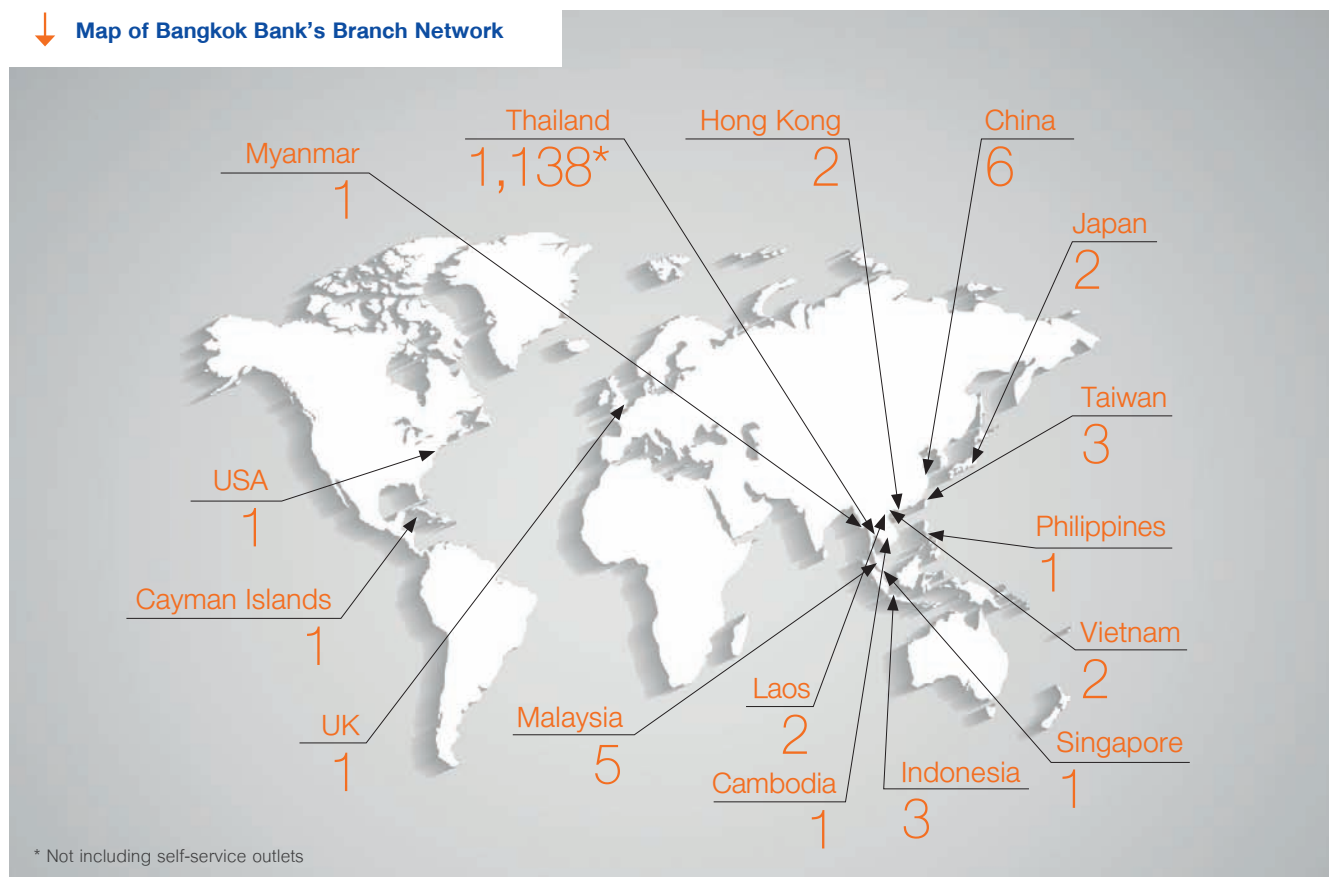 Map of Bangkok Bank's Branch Network
Thailand
1,138*
Hong Kong
2
China
6
Myanmar
1
Japan
2
Taiwan
3
USA
1
Philippines
1
Cayman Islands
1
Vietnam
2
Laos
2
Malaysia
5
UK
1
Singapore
1
Indonesia
3
Cambodia
1
* Not including self-service outlets